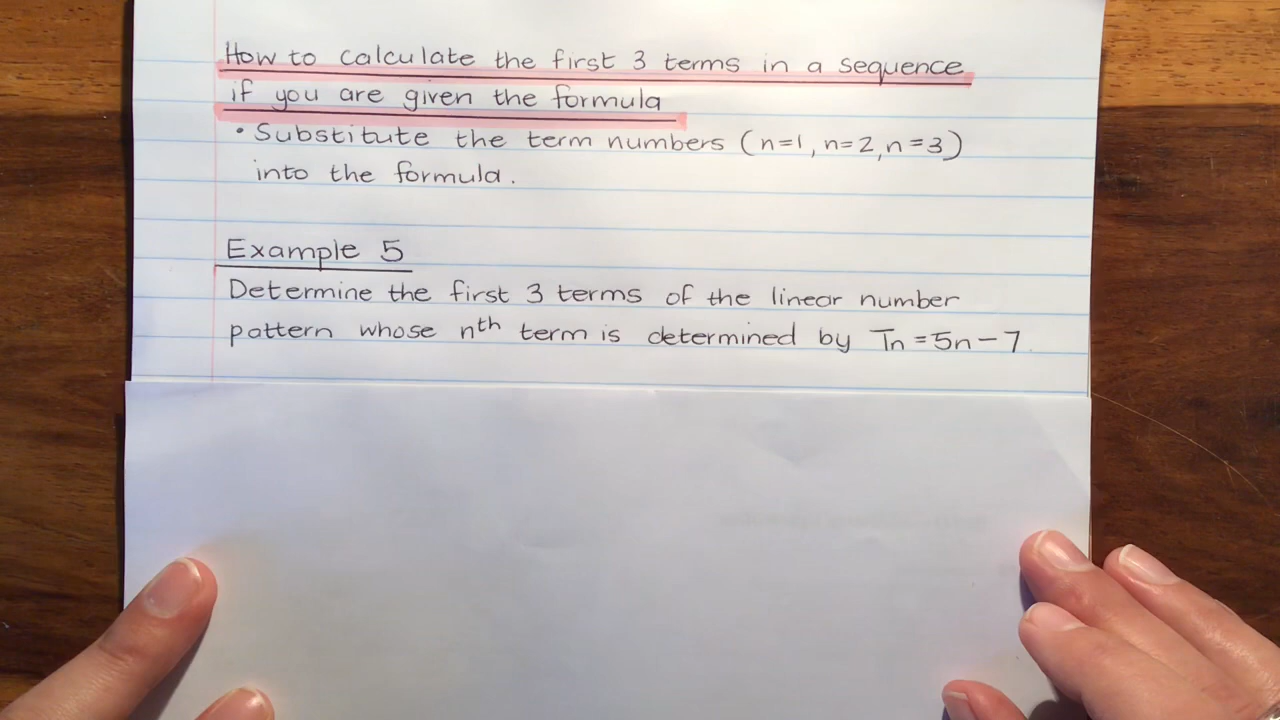 How to calculate the first 3 terms in a sequence
if you are given the formula
• Substitute the term numbers (n=1, n=2, n=3)
into the formula.
Example 5
Determine the first 3 terms of the linear number
pattern whose nth term is determined by Tn = 5n - 7.